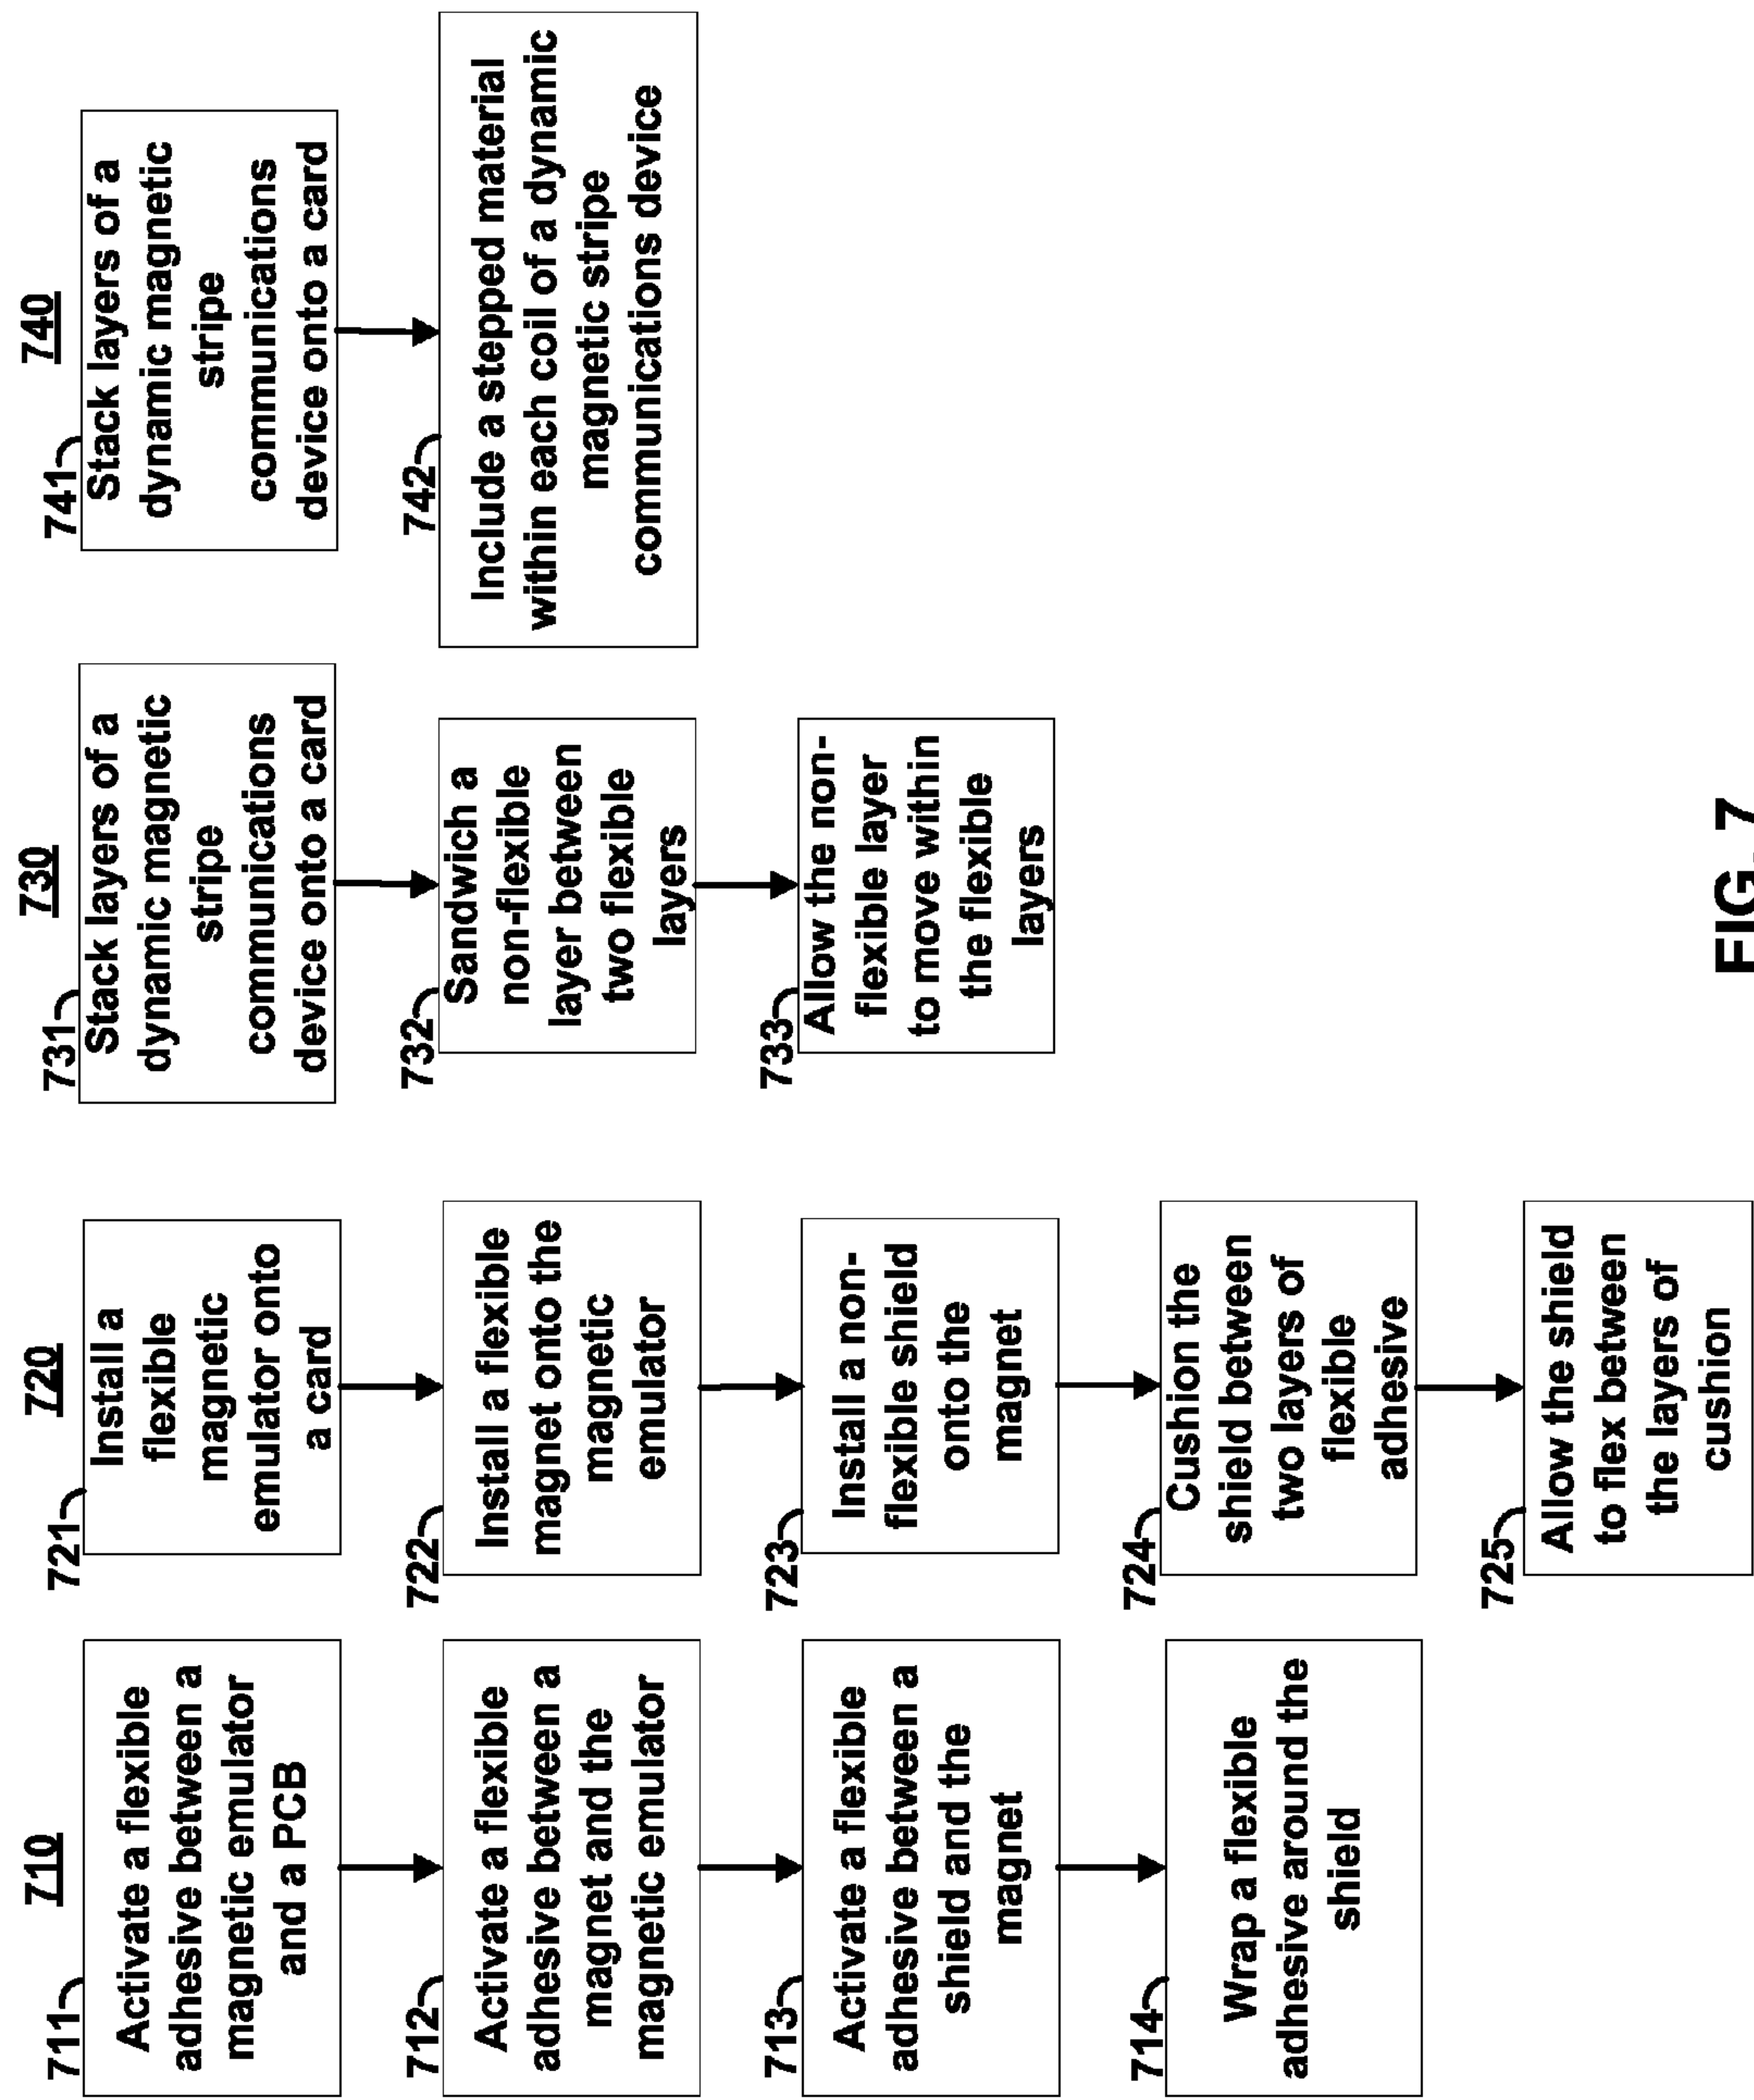 710
711
Activate a flexible
adhesive between a
magnetic emulator
and a PCB
712
Activate a flexible
adhesive between a
magnet and the
magnetic emulator
713
Activate a flexible
adhesive between a
shield and the
magnet
714
Wrap a flexible
adhesive around the
shield
720
721
Install a
flexible
magnetic
emulator onto
a card
722
Install a flexible
magnet onto the
magnetic
emulator
723
Install a non-
flexible shield
onto the
magnet
724
Cushion the
shield between
two layers of
flexible
adhesive
725
Allow the shield
to flex between
the layers of
cushion
730
731
Stack layers of a
dynamic magnetic
stripe
communications
device onto a card
732
Sandwich a
non-flexible
layer between
two flexible
layers
733
Allow the non-
flexible layer
to move within
the flexible
layers
740
741
Stack layers of a
dynamic magnetic
stripe
communications
device onto a card
742
Include a stepped material
within each coil of a dynamic
magnetic stripe
communications device
FIG. 7